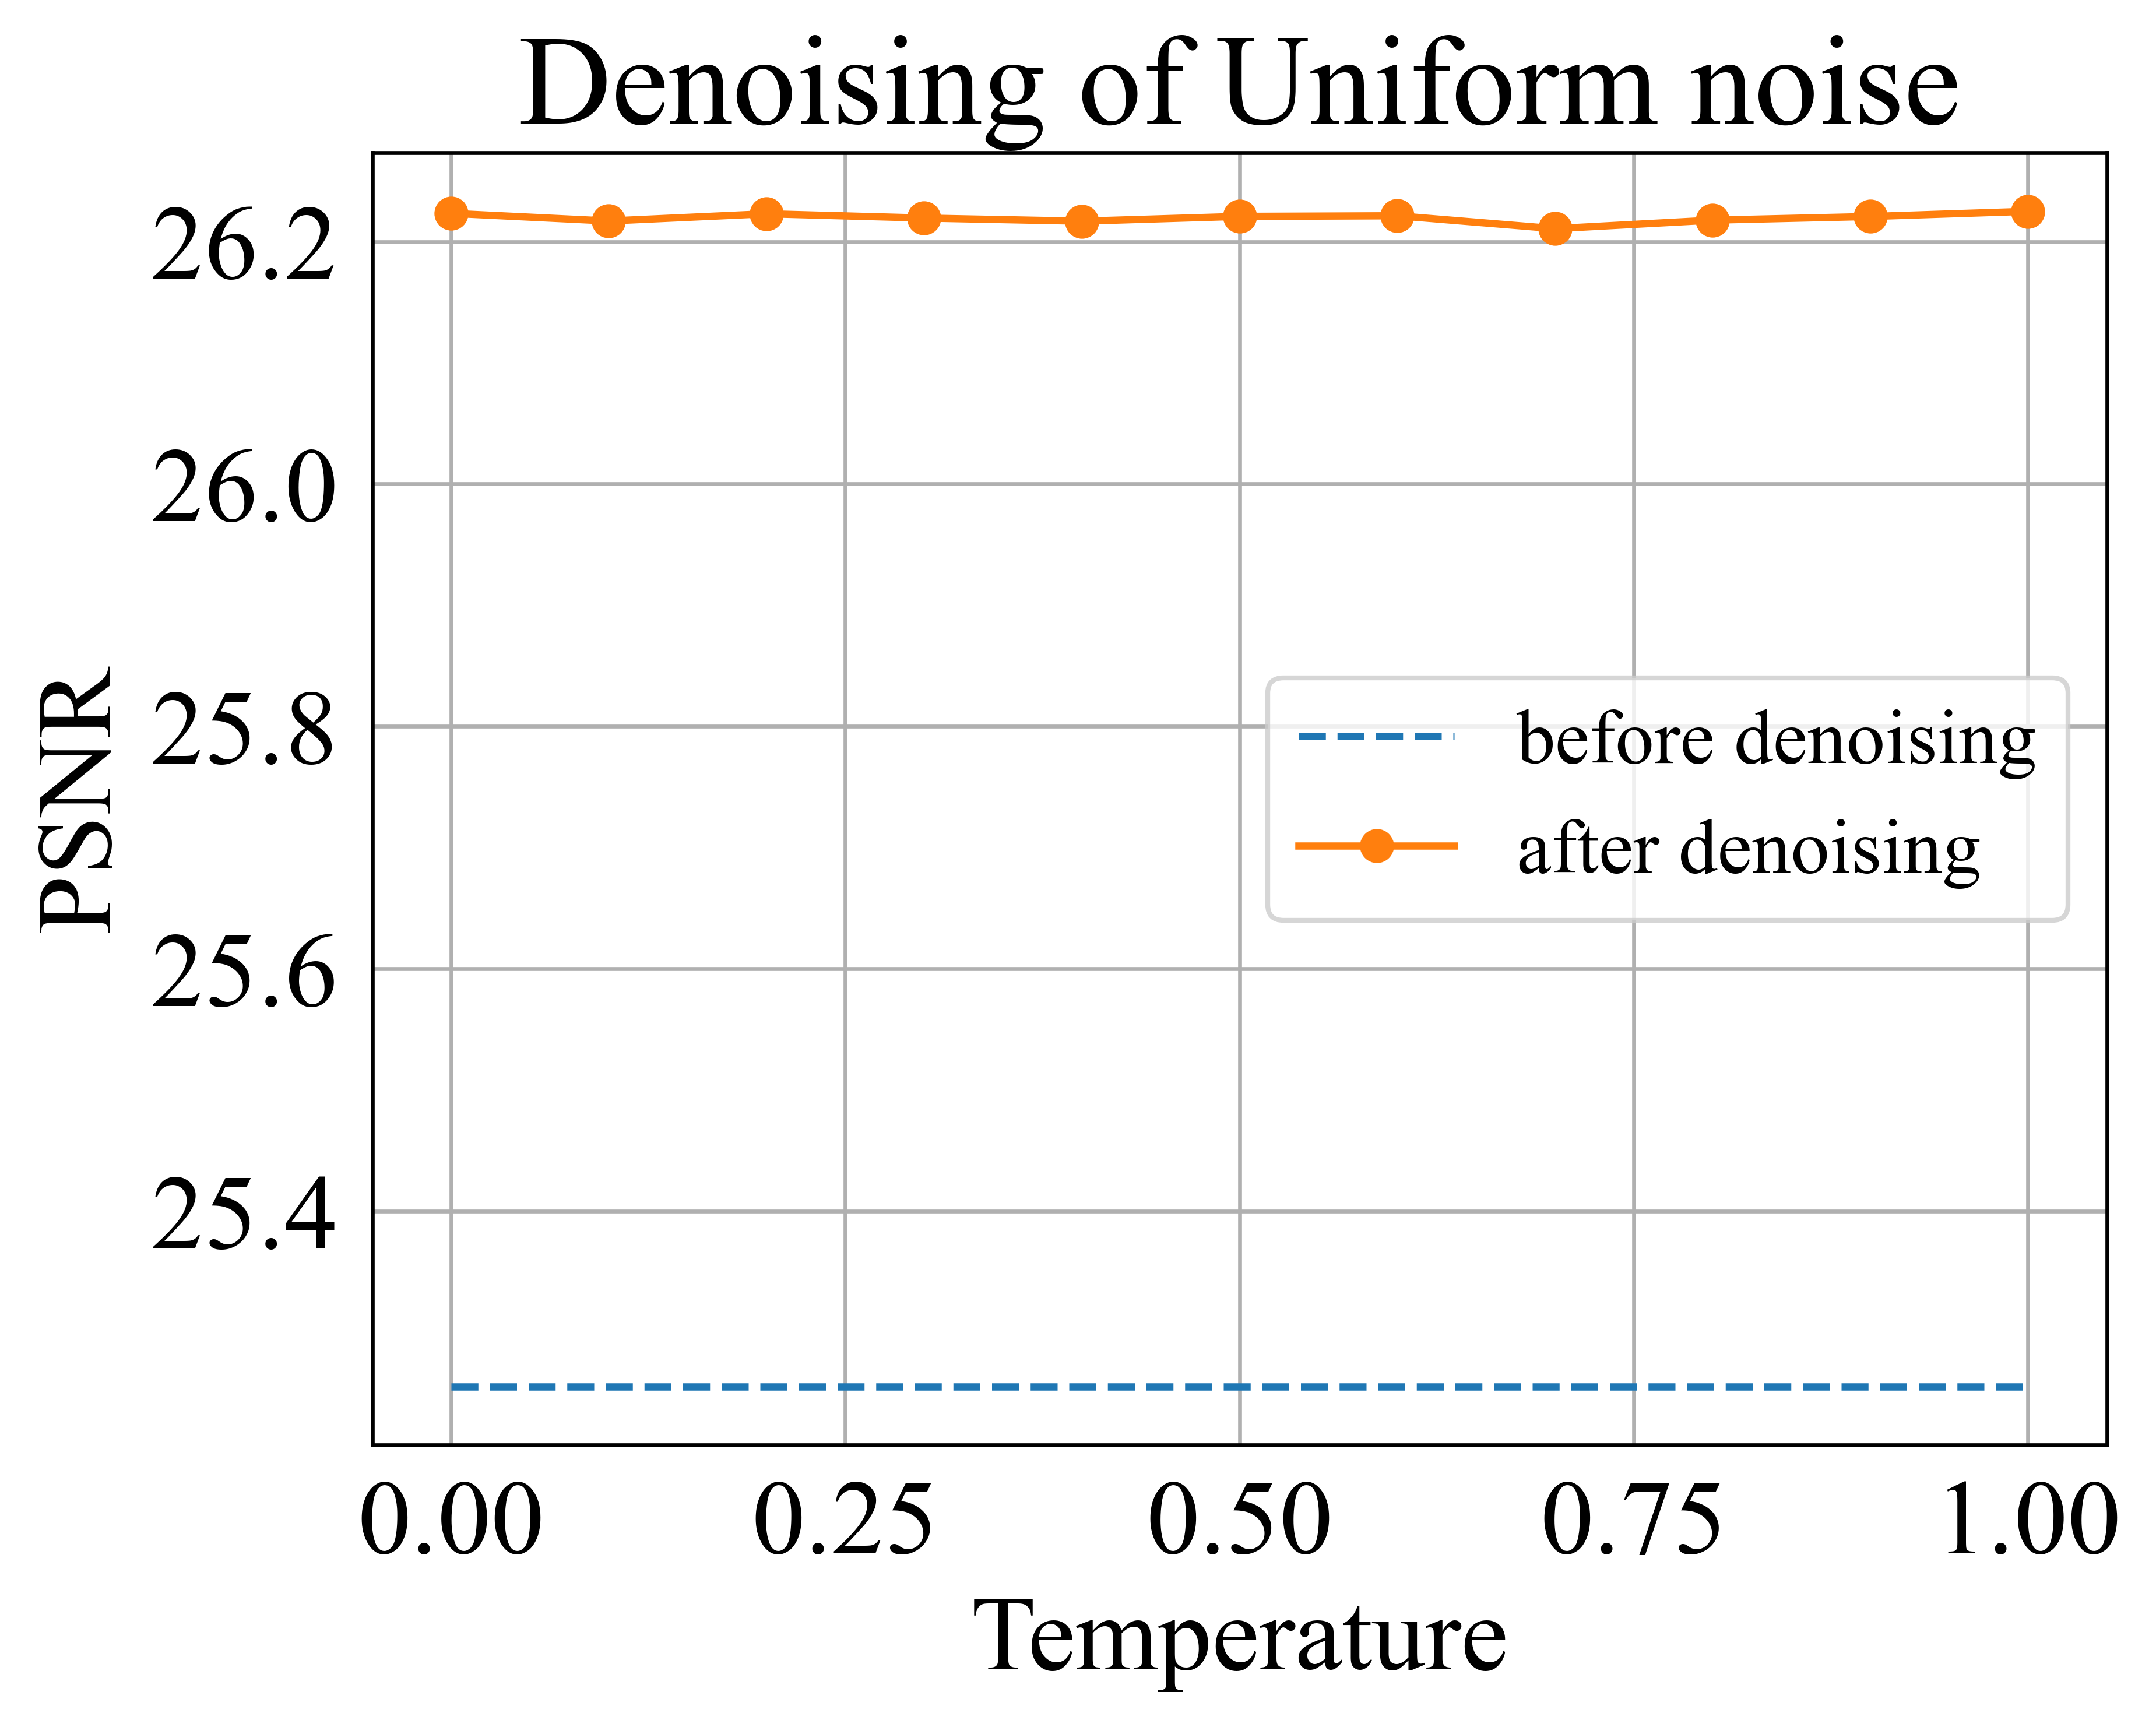 Denoising of Uniform noise
26.2
26.0
25.8
25.6
25.4
PSNR
before denoising
after denoising
0.00 0.25 0.50 0.75 1.00
Temperature